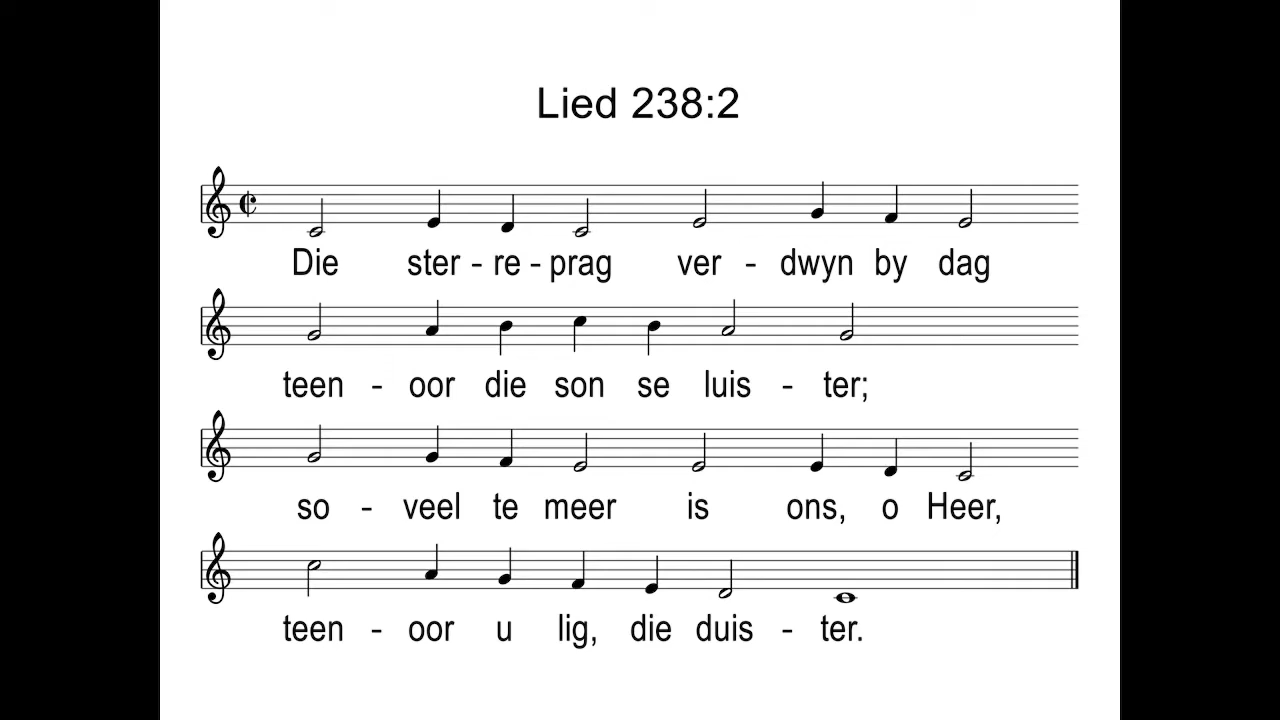 Lied 238:2
Die ster - re - prag ver - dwyn by dag
teen - oor die son se luis - ter;
so - veel te meer is ons, o Heer,
teen - oor u lig, die duis - ter.